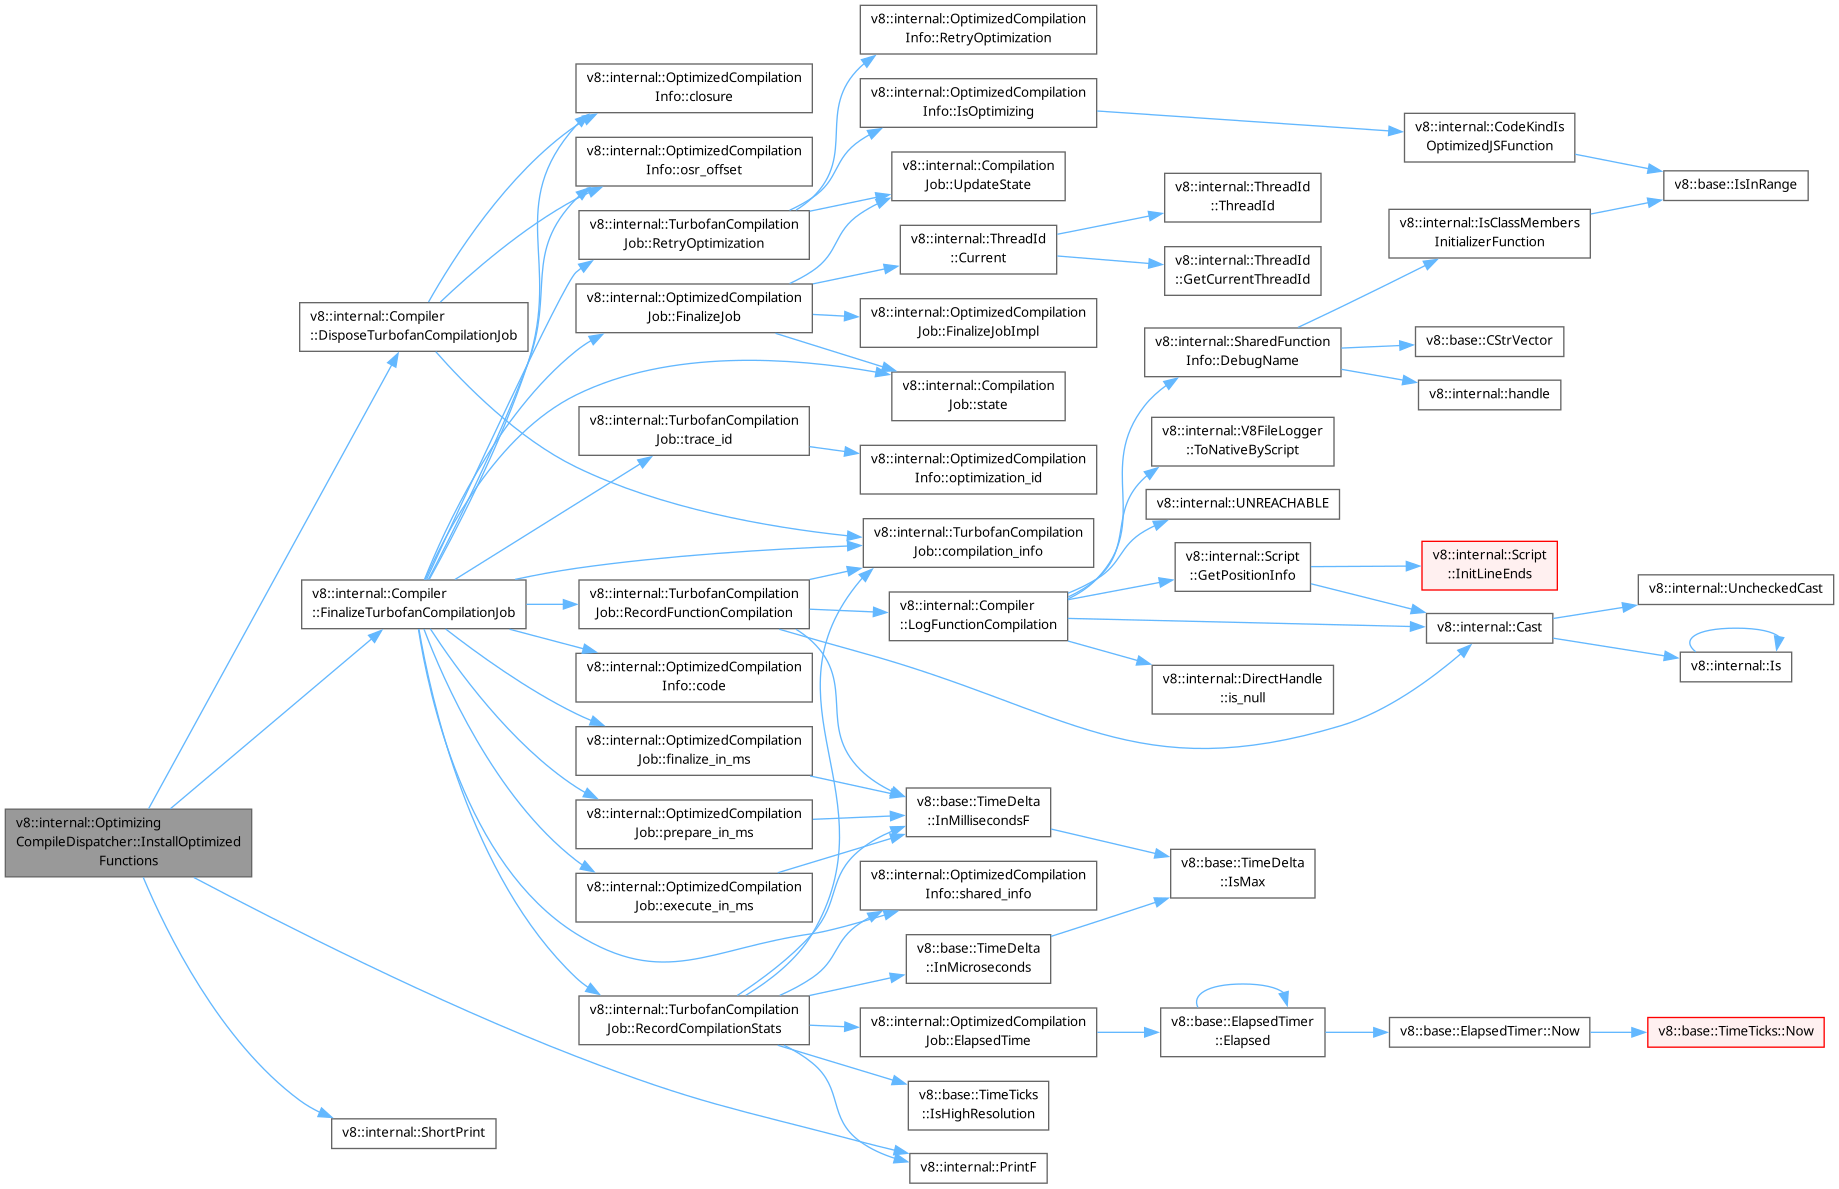 v8::internal::Optimizing
CompileDispatcher::InstallOptimized
Functions
v8::internal::Compiler
::DisposeTurbofanCompilationJob
v8::internal::Compiler
::FinalizeTurbofanCompilationJob
v8::internal::ShortPrint
v8::internal::OptimizedCompilation
Info::closure
v8::internal::OptimizedCompilation
Info::osr_offset
v8::internal::TurbofanCompilation
Job::RetryOptimization
v8::internal::OptimizedCompilation
Job::FinalizeJob
v8::internal::TurbofanCompilation
Job::trace_id
v8::internal::TurbofanCompilation
Job::RecordFunctionCompilation
v8::internal::OptimizedCompilation
Info::code
v8::internal::OptimizedCompilation
Job::finalize_in_ms
v8::internal::OptimizedCompilation
Job::prepare_in_ms
v8::internal::OptimizedCompilation
Job::execute_in_ms
v8::internal::TurbofanCompilation
Job::RecordCompilationStats
v8::internal::OptimizedCompilation
Info::RetryOptimization
v8::internal::OptimizedCompilation
Info::IsOptimizing
v8::internal::Compilation
Job::UpdateState
v8::internal::ThreadId
::Current
v8::internal::OptimizedCompilation
Job::FinalizeJobImpl
v8::internal::Compilation
Job::state
v8::internal::OptimizedCompilation
Info::optimization_id
v8::internal::TurbofanCompilation
Job::compilation_info
v8::internal::Compiler
::LogFunctionCompilation
v8::base::TimeDelta
::InMillisecondsF
v8::internal::OptimizedCompilation
Info::shared_info
v8::base::TimeDelta
::InMicroseconds
v8::internal::OptimizedCompilation
Job::ElapsedTime
v8::base::TimeTicks
::IsHighResolution
v8::internal::PrintF
v8::internal::ThreadId
::ThreadId
v8::internal::ThreadId
::GetCurrentThreadId
v8::internal::SharedFunction
Info::DebugName
v8::internal::V8FileLogger
::ToNativeByScript
v8::internal::UNREACHABLE
v8::internal::Script
::GetPositionInfo
v8::internal::DirectHandle
::is_null
v8::base::TimeDelta
::IsMax
v8::base::ElapsedTimer
::Elapsed
v8::internal::CodeKindIs
OptimizedJSFunction
v8::internal::IsClassMembers
InitializerFunction
v8::base::CStrVector
v8::internal::handle
v8::internal::Script
::InitLineEnds
v8::internal::Cast
v8::base::ElapsedTimer::Now
v8::base::IsInRange
v8::internal::UncheckedCast
v8::internal::Is
v8::base::TimeTicks::Now